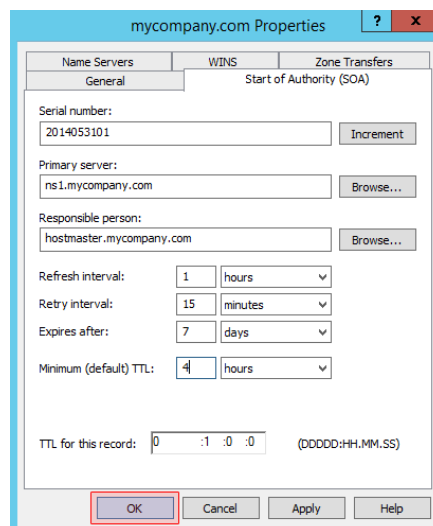 mycompany.com Properties ? x
Name Servers WINS Zone Transfers
General Start of Authority (SOA)
Serial number:
2014053101 Increment
Primary server:
ns1.mycompany.com Browse...
Responsible person:
hostmaster.mycompany.com Browse...
Refresh interval: 1 hours
Retry interval: 15 minutes
Expires after: 7 days
Minimum (default) TTL: 4 hours
TTL for this record: 0 :1 :0 :0 (DDDDD:HH.MM.SS)
OK Cancel Apply Help